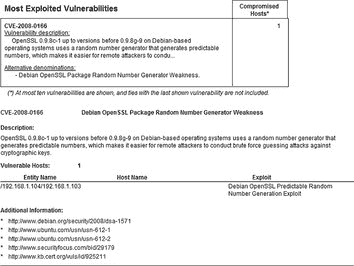 Most Exploited Vulnerabilities
Compromised
Hosts*
CVE-2008-0166
1
Vulnerability description:
OpenSSL 0.9.8c-1 up to versions before 0.9.8g-9 on Debian-based
operating systems uses a random number generator that generates predictable
numbers, which makes it easier for remote attackers to condu...
Alternative denominations:
- Debian OpenSSL Package Random Number Generator Weakness.
(*) At most ten vulnerabilities are shown, and ties with the last shown vulnerability are not included.
CVE-2008-0166 Debian OpenSSL Package Random Number Generator Weakness
Description:
OpenSSL 0.9.8c-1 up to versions before 0.9.8g-9 on Debian-based operating systems uses a random number generator that
generates predictable numbers, which makes it easier for remote attackers to conduct brute force guessing attacks against
cryptographic keys.
Vulnerable Hosts: 1
Entity Name Host Name Exploit
/192.168.1.104/192.168.1.103 Debian OpenSSL Predictable Random
Number Generation Exploit
Additional Information:
* http://www.debian.org/security/2008/dsa-1571
* http://www.ubuntu.com/usn/usn-612-1
* http://www.ubuntu.com/usn/usn-612-2
* http://www.securityfocus.com/bid/29179
* http://www.kb.cert.org/vuls/id/925211